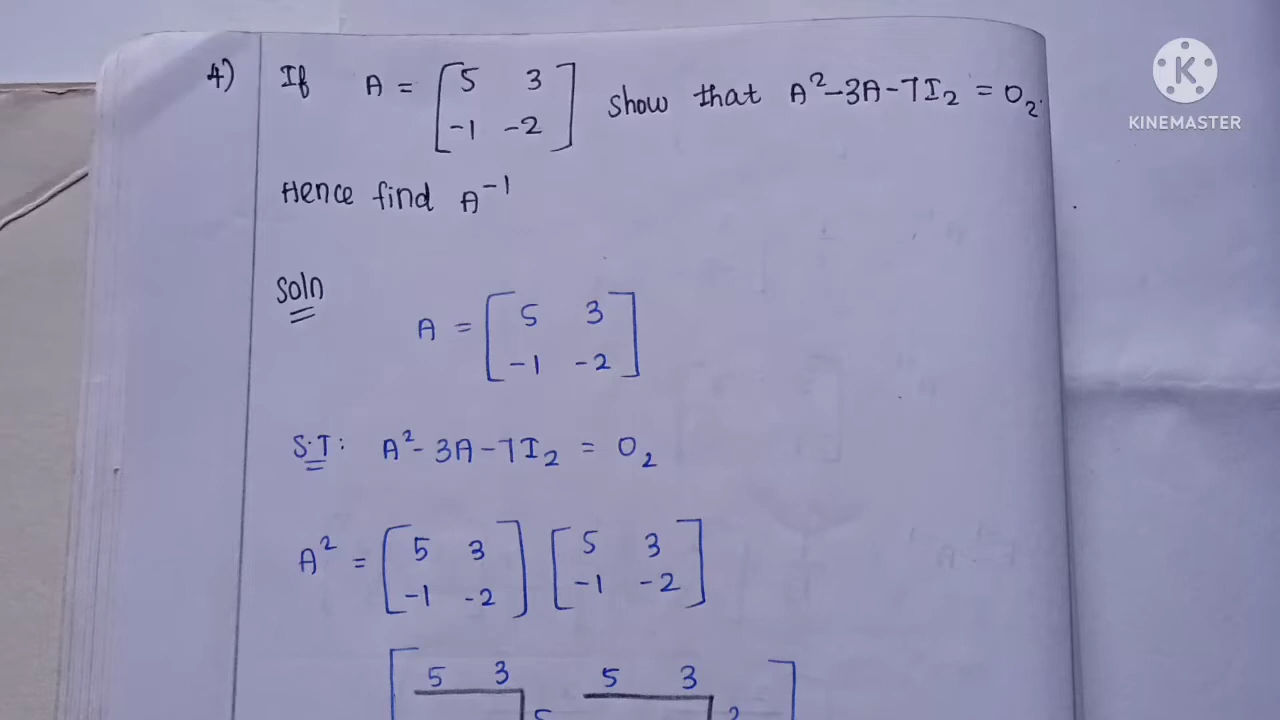 4) If A = [ 5 3 ] show that A²-3A-7I₂ = O₂.
-1 -2
Hence find A⁻¹
Soln
A = [ 5 3 ]
-1 -2
S.T: A²-3A-7I₂ = O₂
A² = [ 5 3 ] [ 5 3 ]
-1 -2 -1 -2
[ 5 3 5 3 ]
K
KINEMASTER